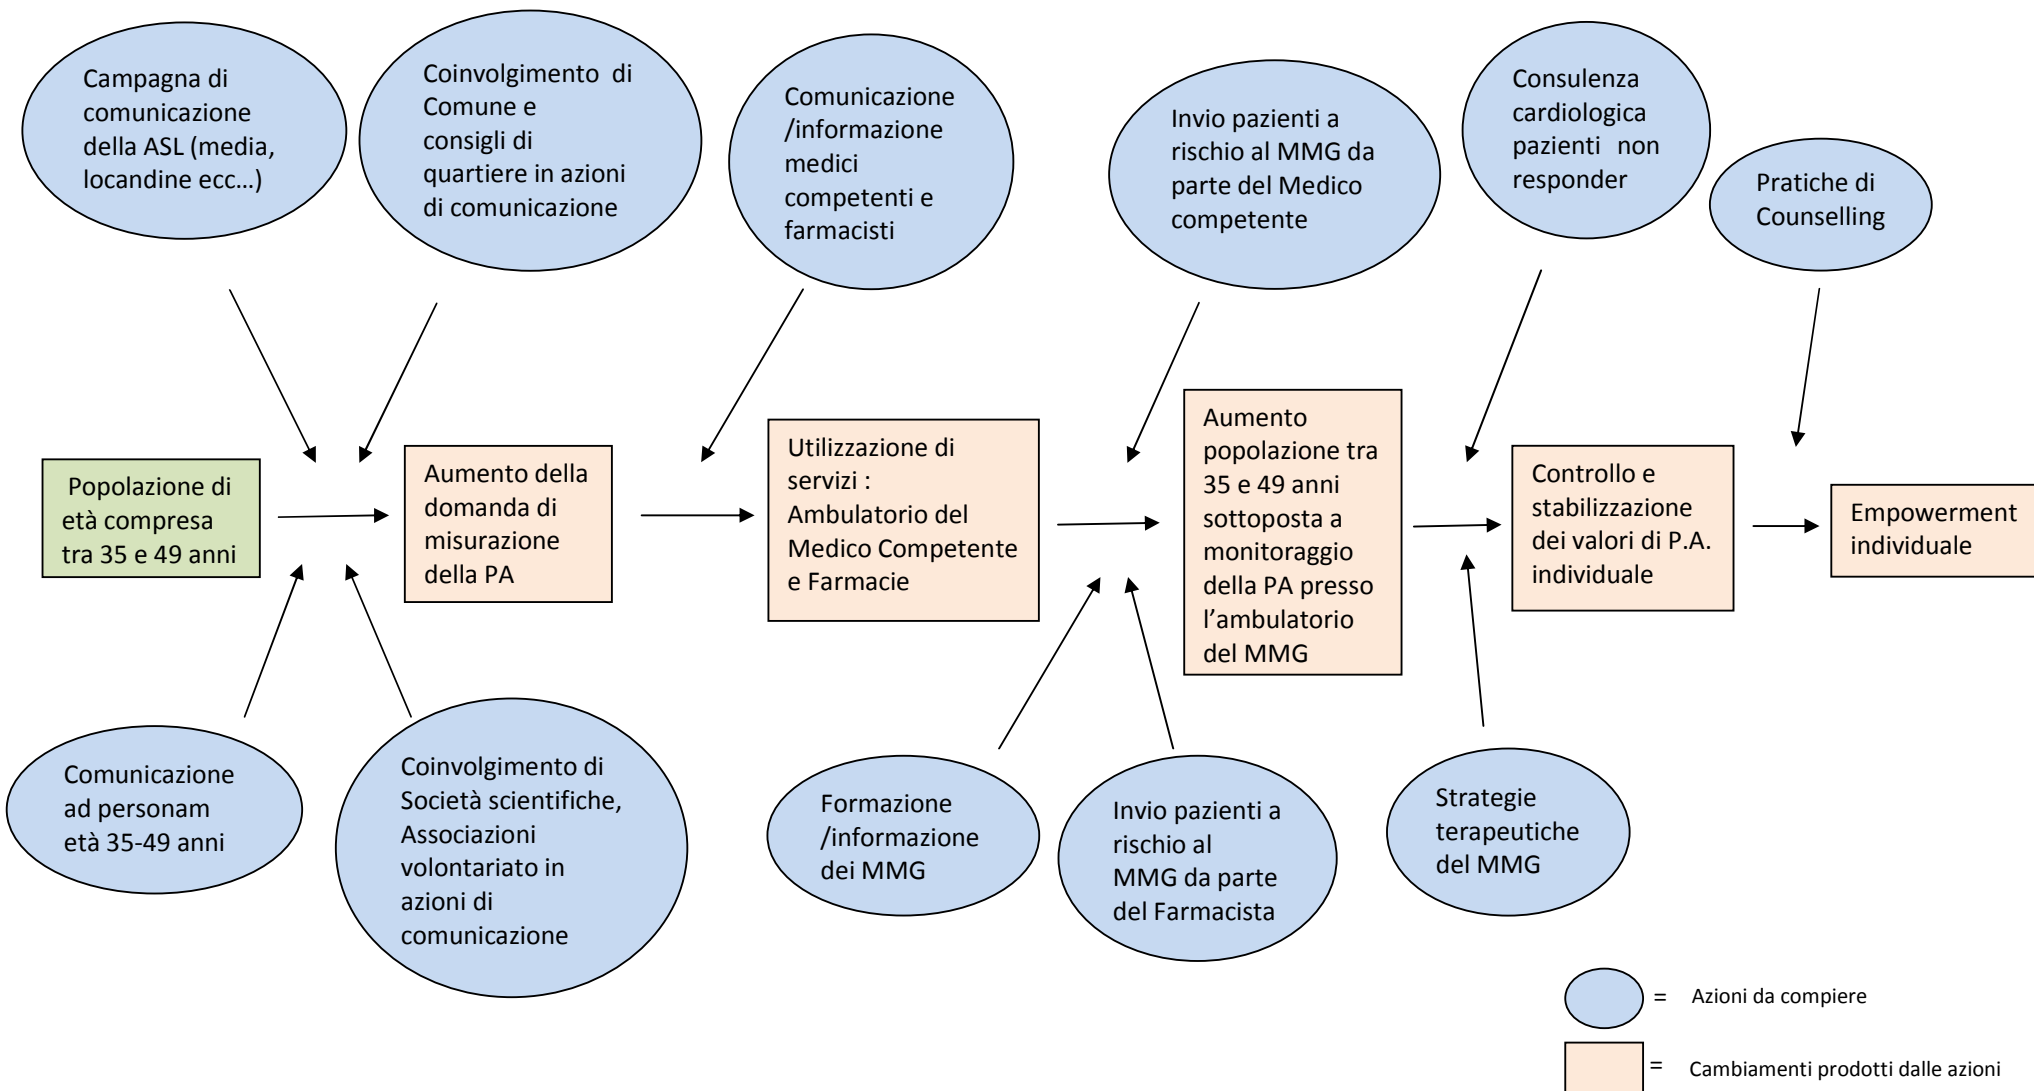 Campagna di
comunicazione
della ASL (media,
locandine ecc…)
Coinvolgimento di
Comune e
consigli di
quartiere in azioni
di comunicazione
Comunicazione
/informazione
medici
competenti e
farmacisti
Invio pazienti a
rischio al MMG da
parte del Medico
competente
Consulenza
cardiologica
pazienti non
responder
Pratiche di
Counselling
Popolazione di
età compresa
tra 35 e 49 anni
Aumento della
domanda di
misurazione
della PA
Utilizzazione di
servizi :
Ambulatorio del
Medico Competente
e Farmacie
Aumento
popolazione tra
35 e 49 anni
sottoposta a
monitoraggio
della PA presso
l’ambulatorio
del MMG
Controllo e
stabilizzazione
dei valori di P.A.
individuale
Empowerment
individuale
Comunicazione
ad personam
età 35-49 anni
Coinvolgimento di
Società scientifiche,
Associazioni
volontariato in
azioni di
comunicazione
Formazione
/informazione
dei MMG
Invio pazienti a
rischio al
MMG da parte
del Farmacista
Strategie
terapeutiche
del MMG
= Azioni da compiere
= Cambiamenti prodotti dalle azioni